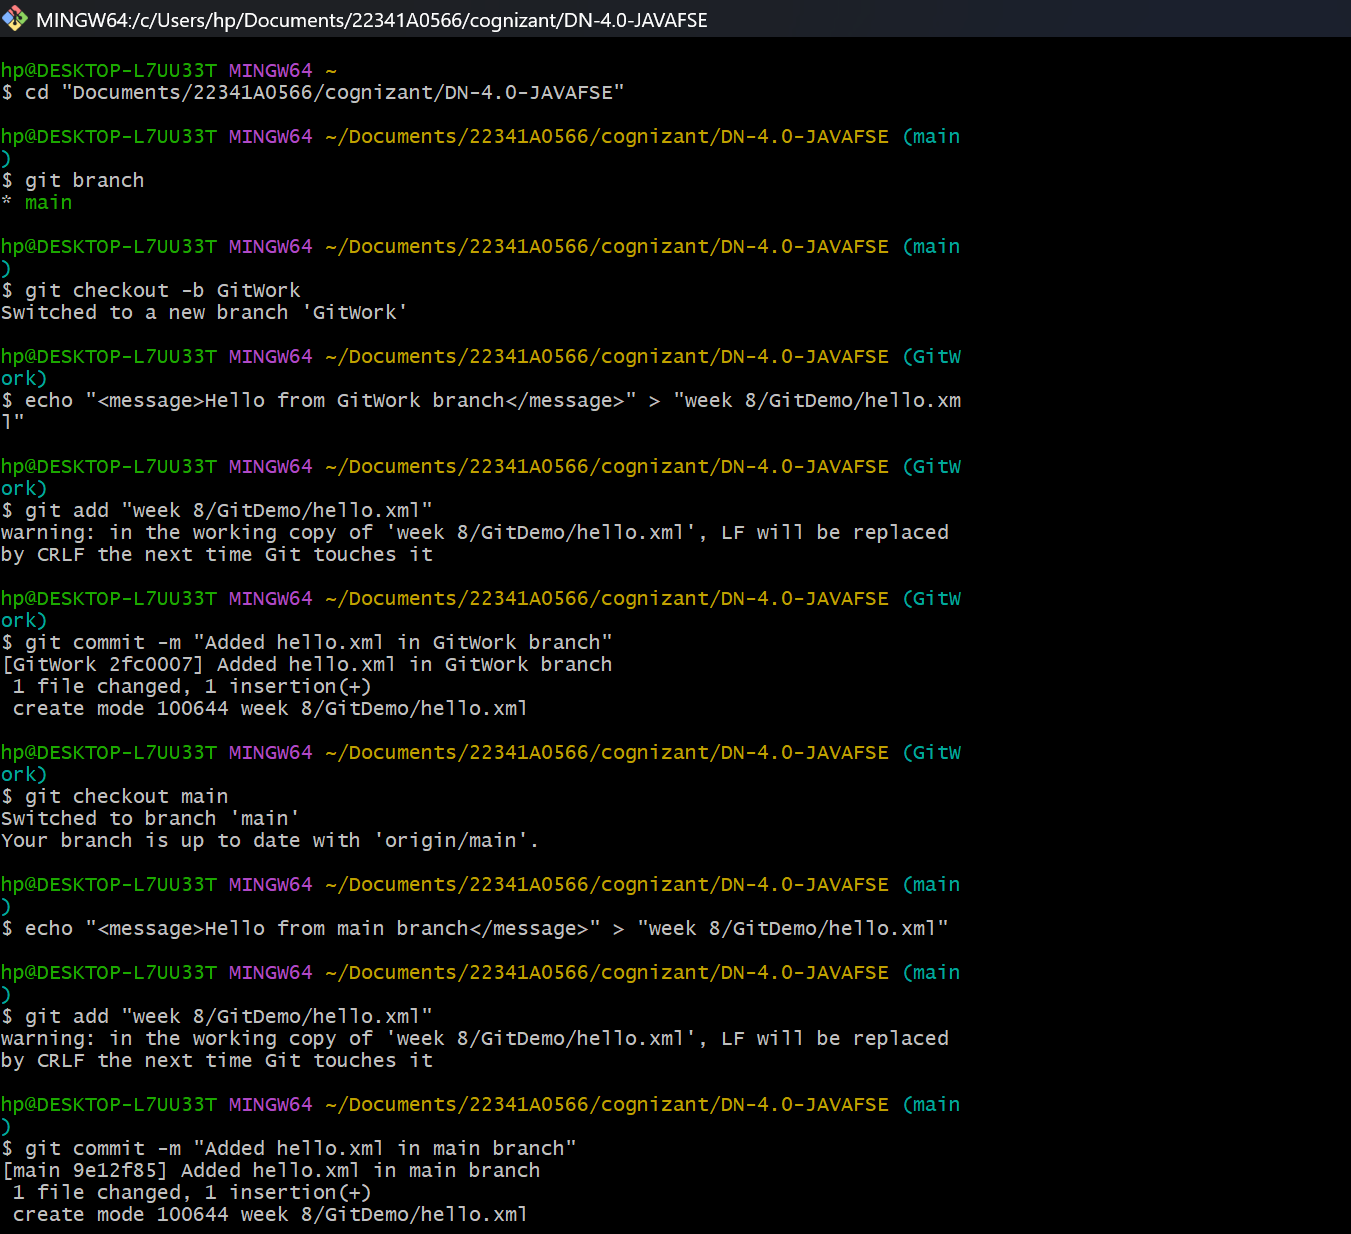 MINGW64:/c/Users/hp/Documents/22341A0566/cognizant/DN-4.0-JAVAFSE
hp@DESKTOP-L7UU33T MINGW64 ~
$ cd "Documents/22341A0566/cognizant/DN-4.0-JAVAFSE"
hp@DESKTOP-L7UU33T MINGW64 ~/Documents/22341A0566/cognizant/DN-4.0-JAVAFSE (main
)
$ git branch
* main
hp@DESKTOP-L7UU33T MINGW64 ~/Documents/22341A0566/cognizant/DN-4.0-JAVAFSE (main
)
$ git checkout -b GitWork
Switched to a new branch 'GitWork'
hp@DESKTOP-L7UU33T MINGW64 ~/Documents/22341A0566/cognizant/DN-4.0-JAVAFSE (GitW
ork)
$ echo "<message>Hello from GitWork branch</message>" > "week 8/GitDemo/hello.xm
l"
hp@DESKTOP-L7UU33T MINGW64 ~/Documents/22341A0566/cognizant/DN-4.0-JAVAFSE (GitW
ork)
$ git add "week 8/GitDemo/hello.xml"
warning: in the working copy of 'week 8/GitDemo/hello.xml', LF will be replaced
by CRLF the next time Git touches it
hp@DESKTOP-L7UU33T MINGW64 ~/Documents/22341A0566/cognizant/DN-4.0-JAVAFSE (GitW
ork)
$ git commit -m "Added hello.xml in GitWork branch"
[GitWork 2fc0007] Added hello.xml in GitWork branch
 1 file changed, 1 insertion(+)
 create mode 100644 week 8/GitDemo/hello.xml
hp@DESKTOP-L7UU33T MINGW64 ~/Documents/22341A0566/cognizant/DN-4.0-JAVAFSE (GitW
ork)
$ git checkout main
Switched to branch 'main'
Your branch is up to date with 'origin/main'.
hp@DESKTOP-L7UU33T MINGW64 ~/Documents/22341A0566/cognizant/DN-4.0-JAVAFSE (main
)
$ echo "<message>Hello from main branch</message>" > "week 8/GitDemo/hello.xml"
hp@DESKTOP-L7UU33T MINGW64 ~/Documents/22341A0566/cognizant/DN-4.0-JAVAFSE (main
)
$ git add "week 8/GitDemo/hello.xml"
warning: in the working copy of 'week 8/GitDemo/hello.xml', LF will be replaced
by CRLF the next time Git touches it
hp@DESKTOP-L7UU33T MINGW64 ~/Documents/22341A0566/cognizant/DN-4.0-JAVAFSE (main
)
$ git commit -m "Added hello.xml in main branch"
[main 9e12f85] Added hello.xml in main branch
 1 file changed, 1 insertion(+)
 create mode 100644 week 8/GitDemo/hello.xml